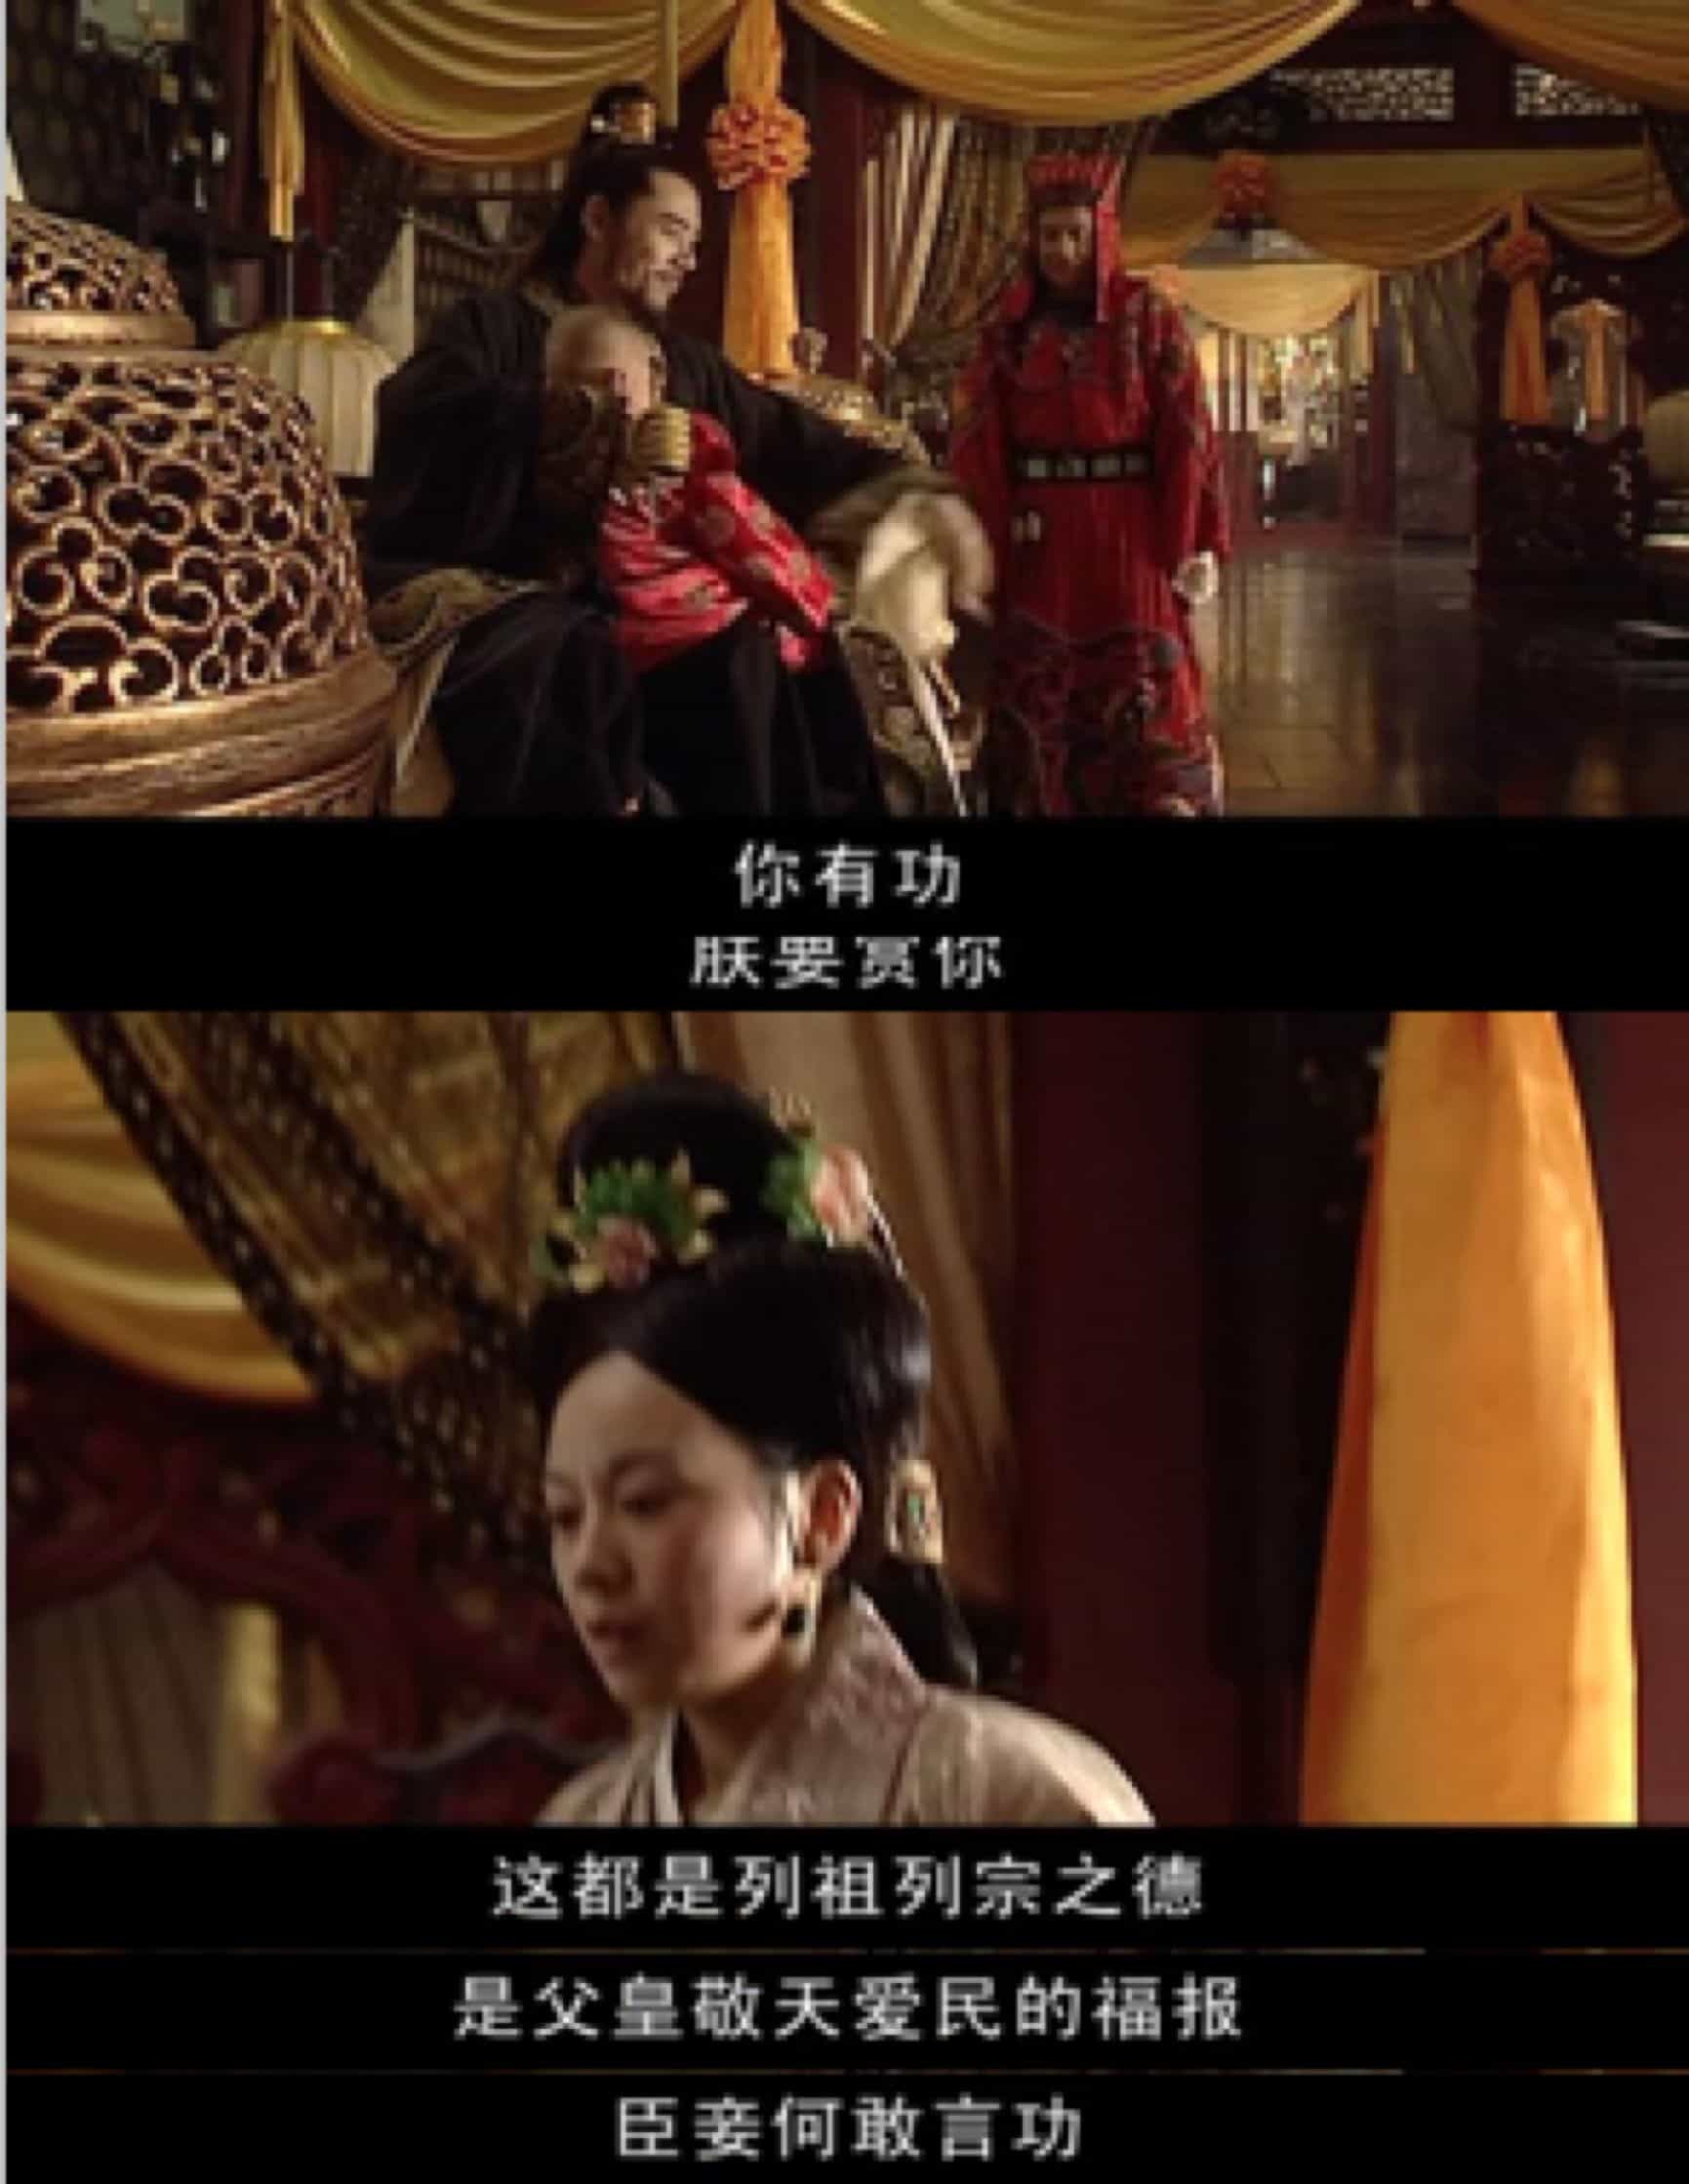 你有功
朕要赏你
这都是列祖列宗之德
是父皇敬天爱民的福报
臣妾何敢言功